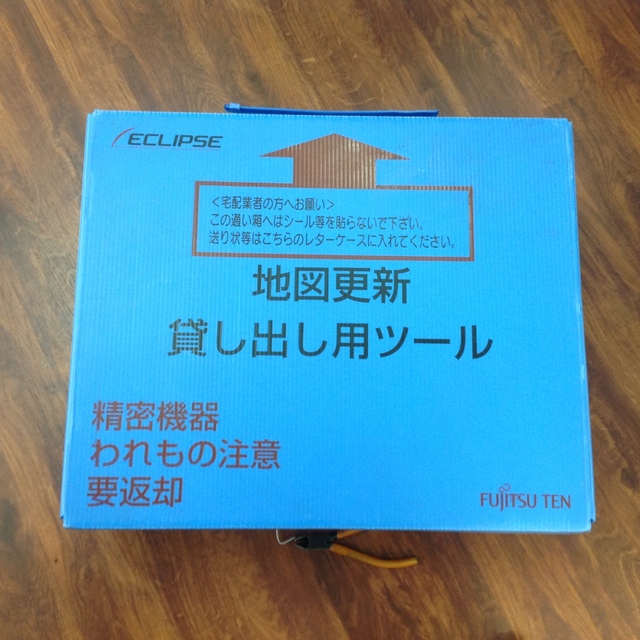 ECLIPSE
<宅配業者の方へお願い>
この通い箱へはシール等を貼らないで下さい。
送り状等はこちらのレターケースに入れてください。
地図更新
貸し出し用ツール
精密機器
われもの注意
要返却
FUJITSU TEN